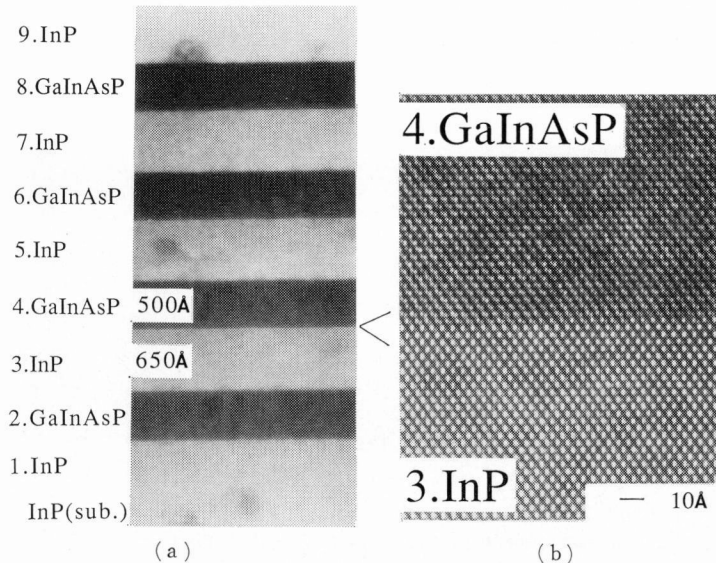 9.InP
8.GaInAsP
7.InP
6.GaInAsP
5.InP
4.GaInAsP
500Å
3.InP
650Å
2.GaInAsP
1.InP
InP(sub.)
(a)
4.GaInAsP
3.InP
10Å
(b)